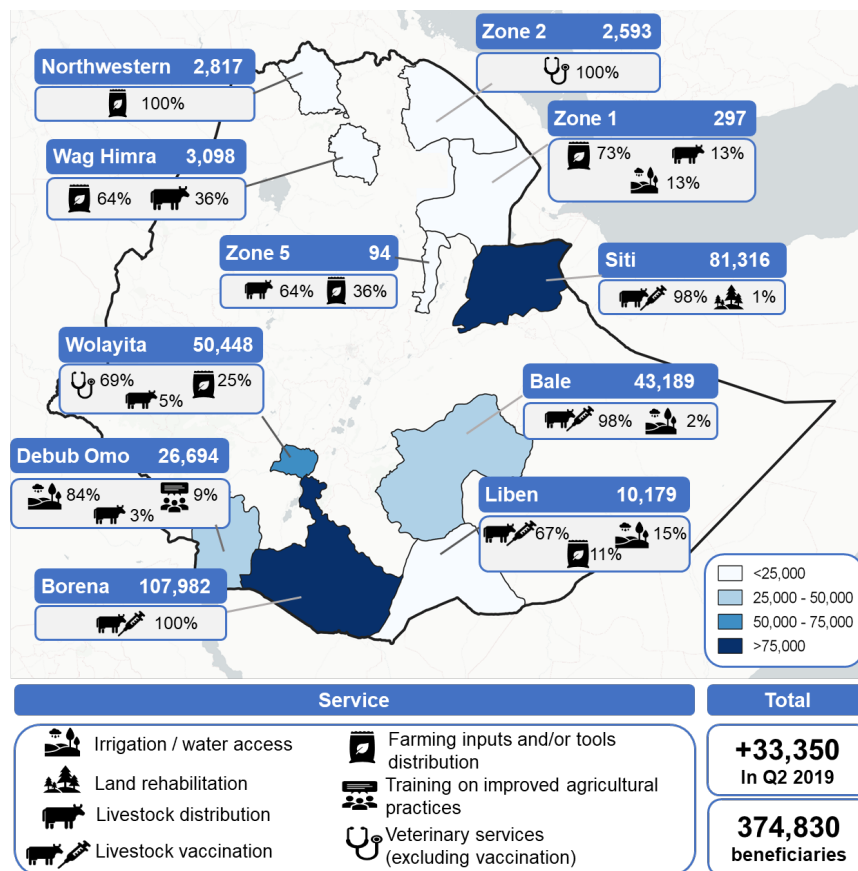 Zone 2 2,593
100%
Northwestern 2,817
100%
Zone 1 297
73% 13%
13%
Wag Himra 3,098
64% 36%
Zone 5 94
64% 36%
Siti 81,316
98% 1%
Wolayita 50,448
69% 25%
5%
Bale 43,189
98% 2%
Debub Omo 26,694
84% 9%
3%
Liben 10,179
67% 15%
11%
Borena 107,982
100%
<25,000
25,000 - 50,000
50,000 - 75,000
>75,000
Service
Irrigation / water access
Land rehabilitation
Livestock distribution
Livestock vaccination
Farming inputs and/or tools
distribution
Training on improved agricultural
practices
Veterinary services
(excluding vaccination)
Total
+33,350
In Q2 2019
374,830
beneficiaries